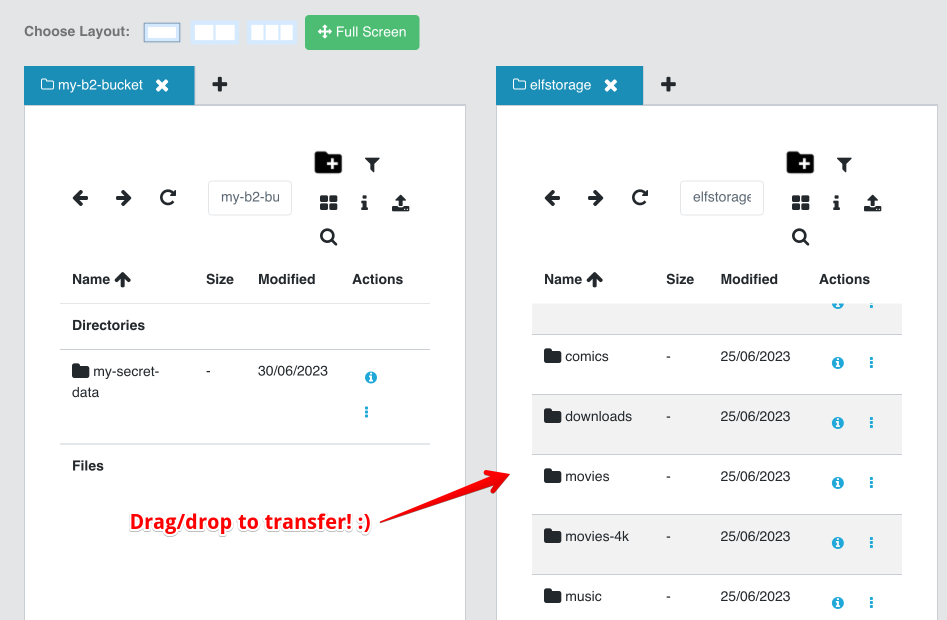 Choose Layout:
Full Screen
my-b2-bucket
my-b2-bu
Name Size Modified Actions
Directories
my-secret-
data - 30/06/2023
Files
Drag/drop to transfer! :)
elfstorage
elfstorage
Name Size Modified Actions
comics - 25/06/2023
downloads - 25/06/2023
movies - 25/06/2023
movies-4k - 25/06/2023
music - 25/06/2023